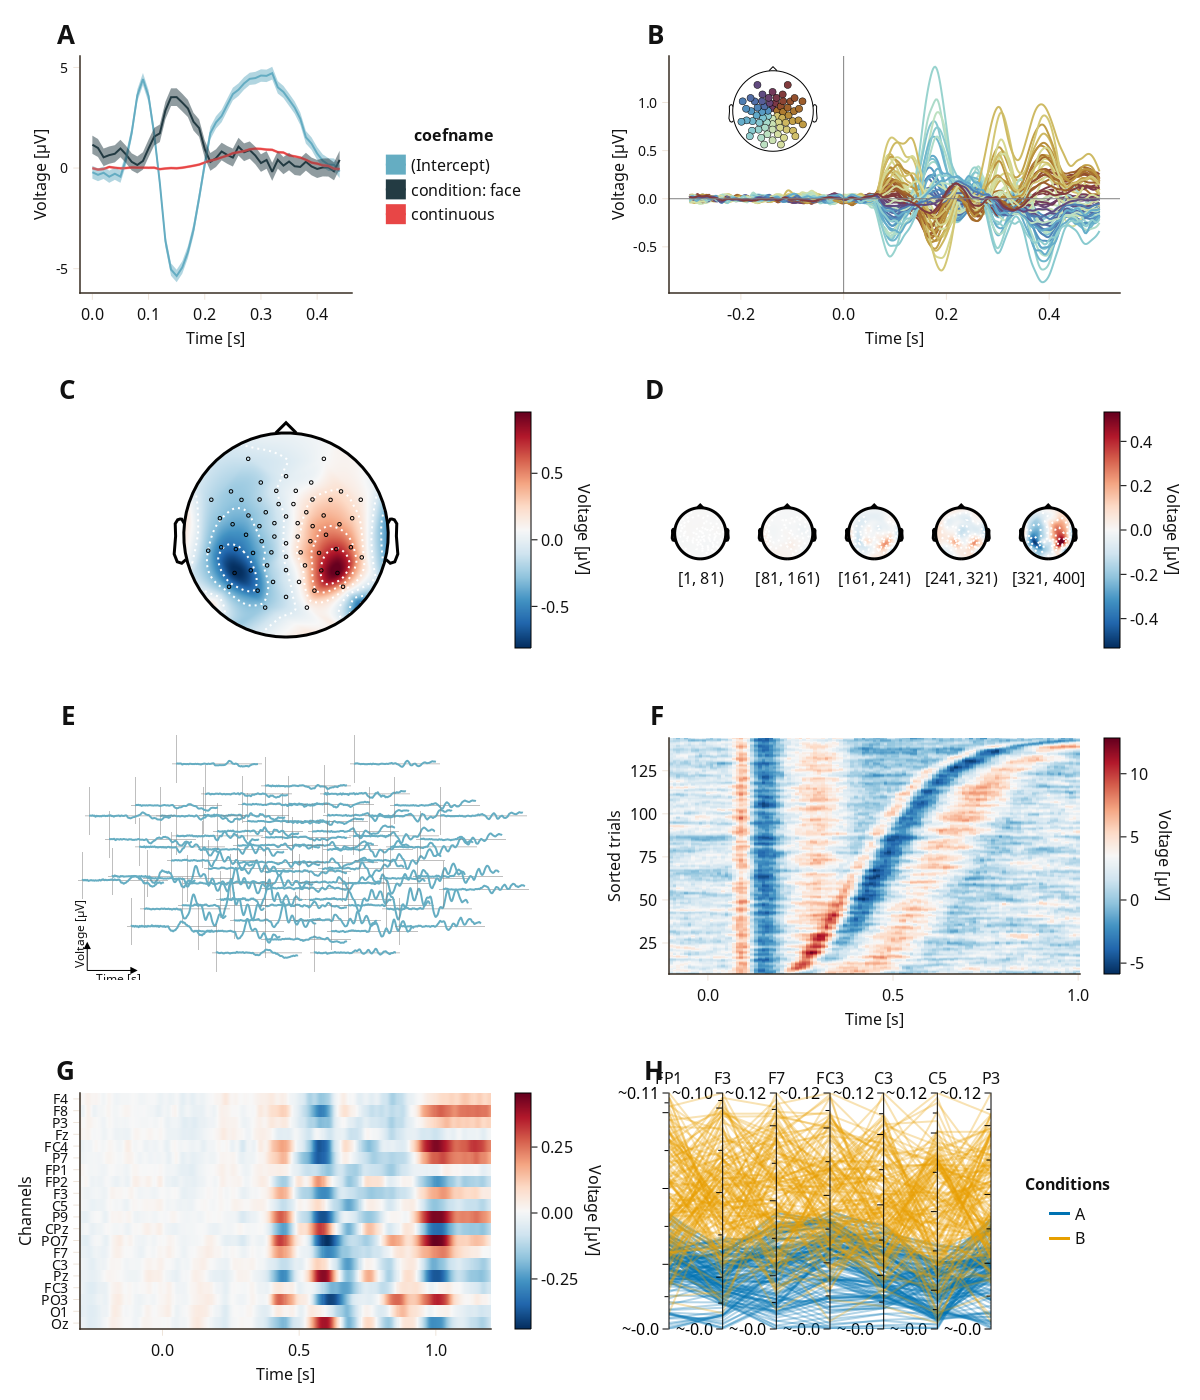 A
5
0
-5
Voltage [µV]
0.0 0.1 0.2 0.3 0.4
Time [s]
coefname
(Intercept)
condition: face
continuous
B
1.0
0.5
0.0
-0.5
Voltage [µV]
-0.2 0.0 0.2 0.4
Time [s]
C
0.5
0.0
-0.5
Voltage [µV]
D
[1, 81) [81, 161) [161, 241) [241, 321) [321, 400]
0.4
0.2
0.0
-0.2
-0.4
Voltage [µV]
E
Voltage [µV]
Time [s]
F
125
100
75
50
25
Sorted trials
0.0 0.5 1.0
Time [s]
10
5
0
-5
Voltage [µV]
G
F4
F8
P3
Fz
FC4
P7
FP1
FP2
F3
C5
P9
CPz
PO7
F7
C3
Pz
FC3
PO3
O1
Oz
Channels
0.0 0.5 1.0
Time [s]
0.25
0.00
-0.25
Voltage [µV]
H
FP1 F3 F7 FC3 C3 C5 P3
~0.11 ~0.10 ~0.12 ~0.12 ~0.12 ~0.12 ~0.12
~-0.0 ~-0.0 ~-0.0 ~-0.0 ~-0.0 ~-0.0 ~-0.0
Conditions
A
B